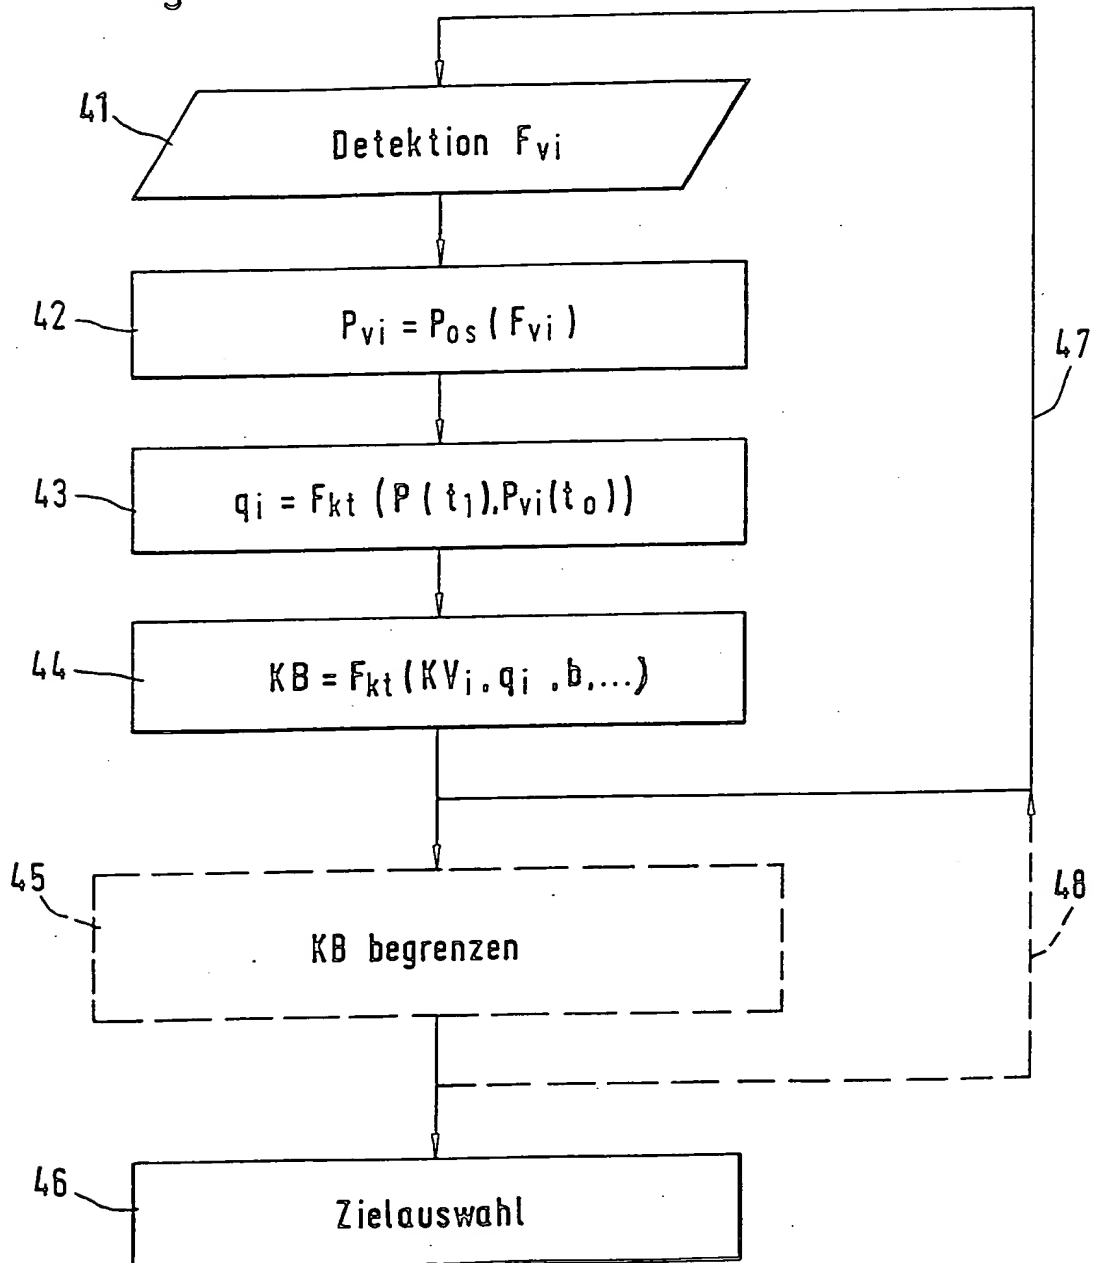 41
Detektion Fvi
42
Pvi = Pos (Fvi)
43
qi = Fkt (P(t1), Pvi(to))
44
KB = Fkt (KVi, qi, b, ...)
47
45
KB begrenzen
48
46
Zielauswahl